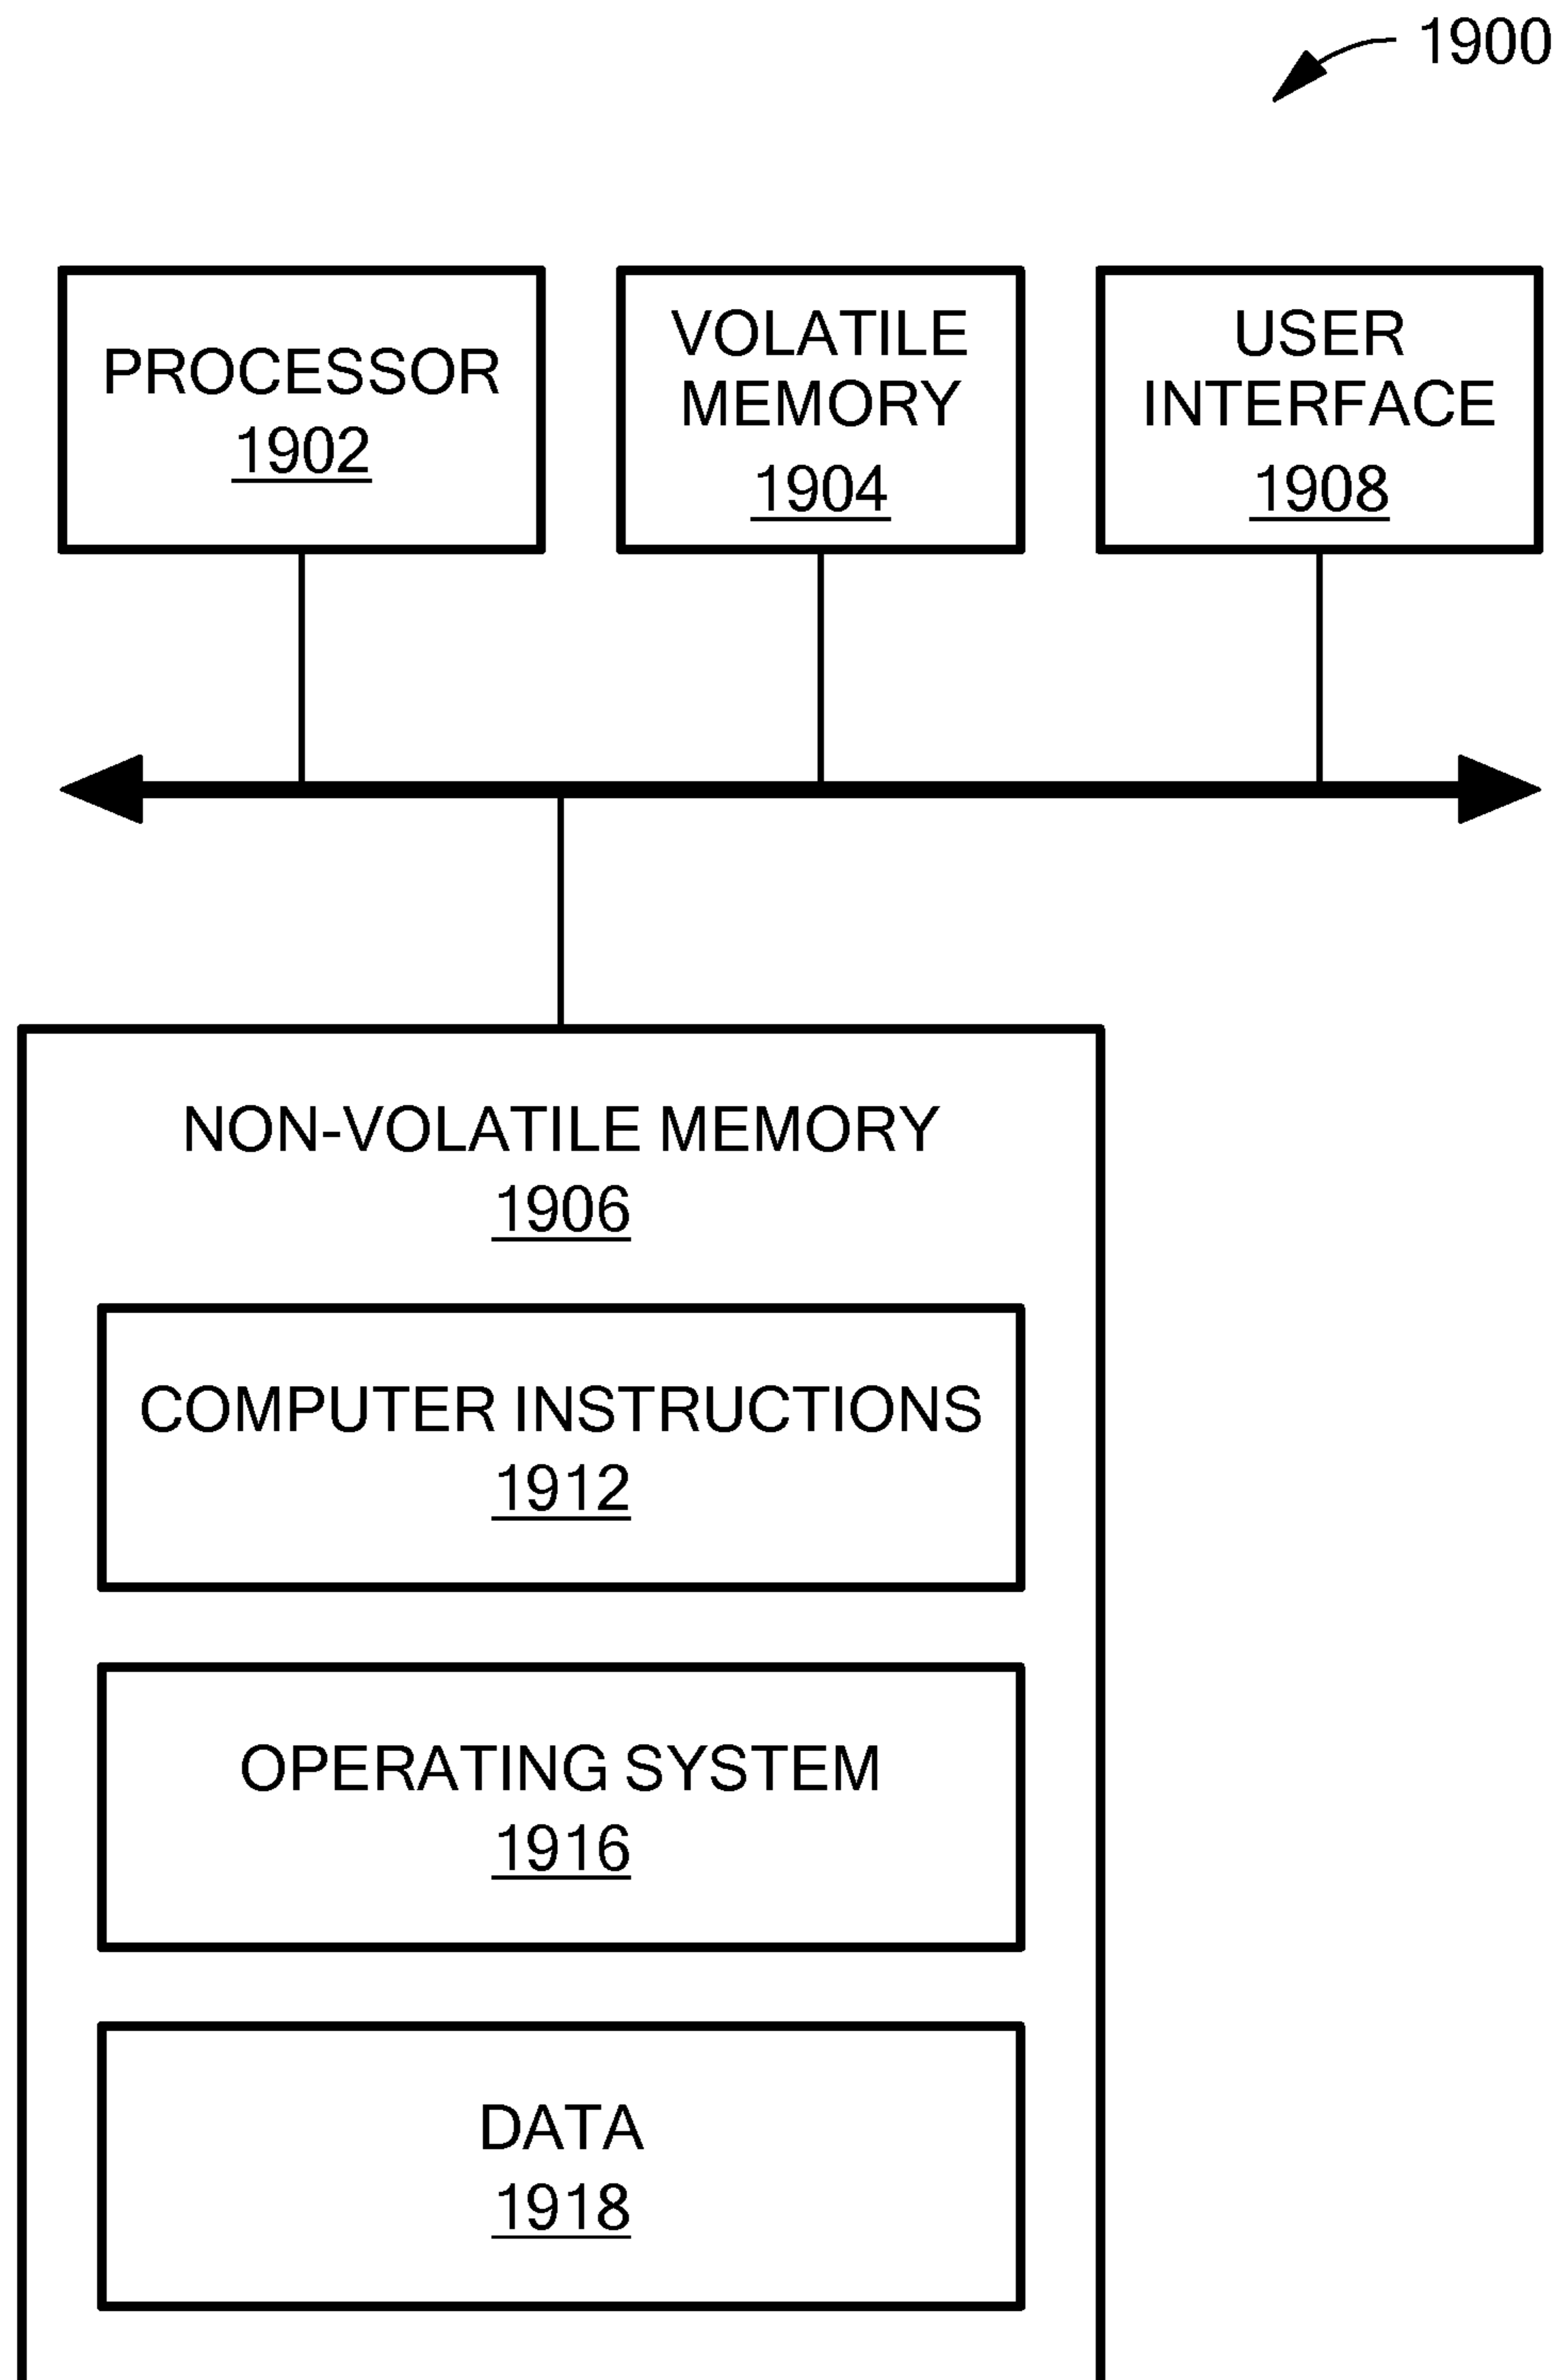 1900
PROCESSOR
1902
VOLATILE
MEMORY
1904
USER
INTERFACE
1908
NON-VOLATILE MEMORY
1906
COMPUTER INSTRUCTIONS
1912
OPERATING SYSTEM
1916
DATA
1918